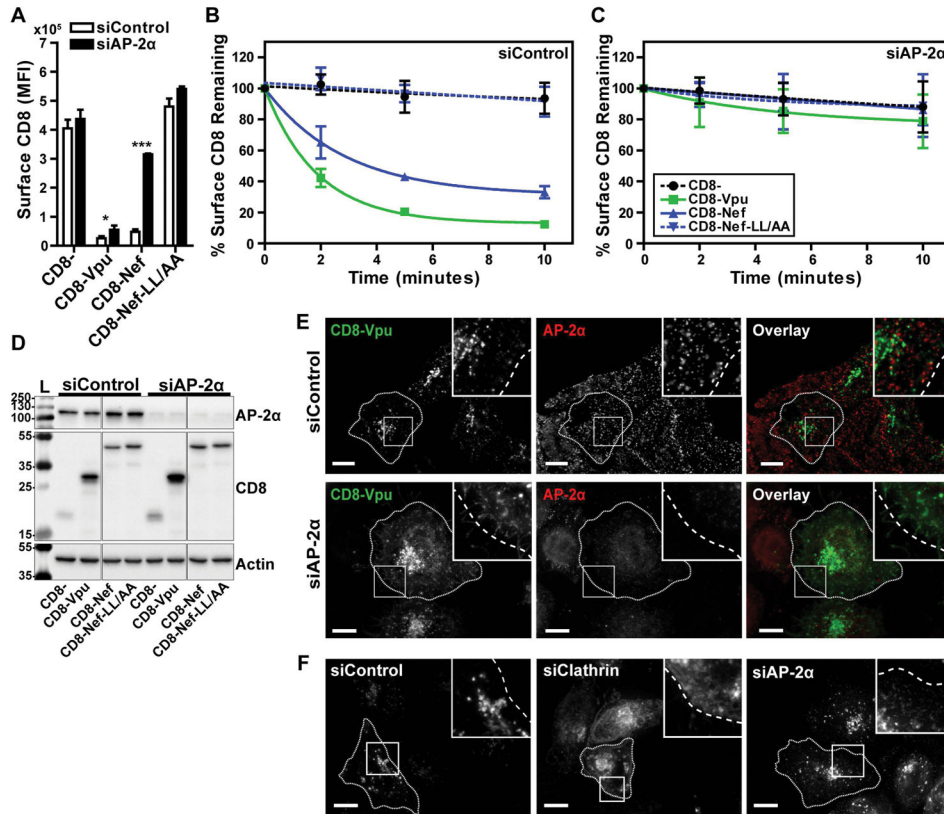 A
x10⁵
siControl
siAP-2α
Surface CD8 (MFI)
7
6
5
4
3
2
1
0
*
***
CD8-
CD8-Vpu
CD8-Nef
CD8-Nef-LL/AA
B
siControl
% Surface CD8 Remaining
120
100
80
60
40
20
0
0 2 4 6 8 10
Time (minutes)
C
siAP-2α
% Surface CD8 Remaining
120
100
80
60
40
20
0
0 2 4 6 8 10
Time (minutes)
CD8-
CD8-Vpu
CD8-Nef
CD8-Nef-LL/AA
D
L siControl siAP-2α
250-
130-
100-
AP-2α
55-
35-
25-
15-
CD8
55-
35-
Actin
CD8-
CD8-Vpu
CD8-Nef
CD8-Nef-LL/AA
CD8-
CD8-Vpu
CD8-Nef
CD8-Nef-LL/AA
E
siControl
CD8-Vpu
AP-2α
Overlay
siAP-2α
CD8-Vpu
AP-2α
Overlay
F
siControl
siClathrin
siAP-2α